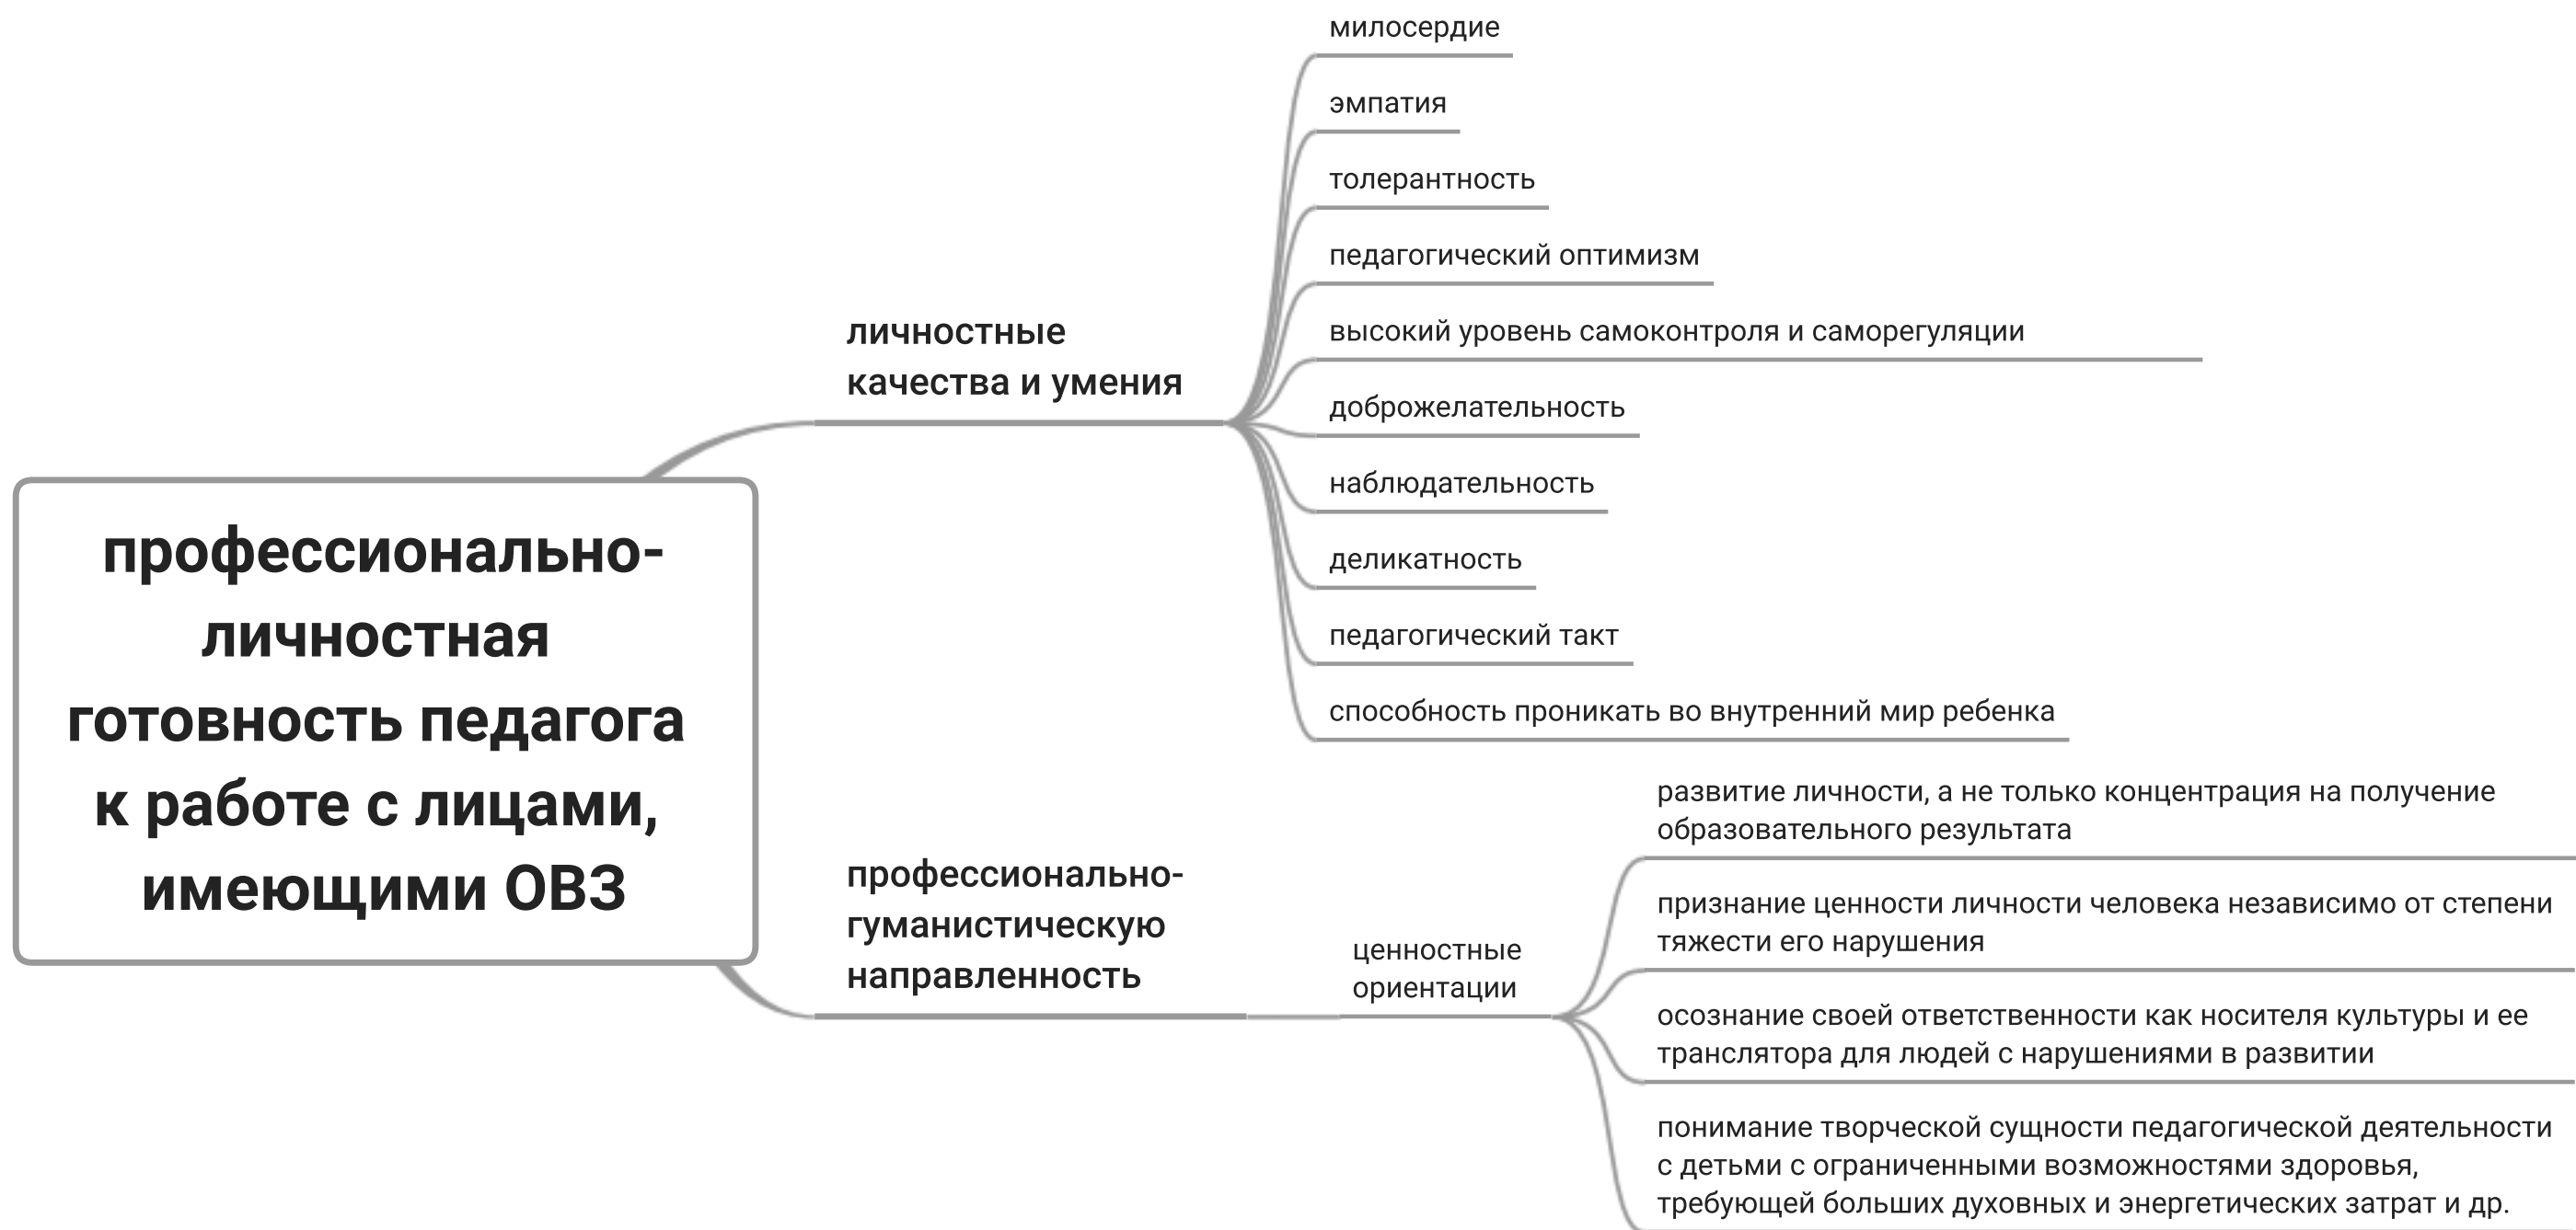 профессионально-
личностная
готовность педагога
к работе с лицами,
имеющими ОВЗ
личностные
качества и умения
милосердие
эмпатия
толерантность
педагогический оптимизм
высокий уровень самоконтроля и саморегуляции
доброжелательность
наблюдательность
деликатность
педагогический такт
способность проникать во внутренний мир ребенка
профессионально-
гуманистическую
направленность
ценностные
ориентации
развитие личности, а не только концентрация на получение
образовательного результата
признание ценности личности человека независимо от степени
тяжести его нарушения
осознание своей ответственности как носителя культуры и ее
транслятора для людей с нарушениями в развитии
понимание творческой сущности педагогической деятельности
с детьми с ограниченными возможностями здоровья,
требующей больших духовных и энергетических затрат и др.